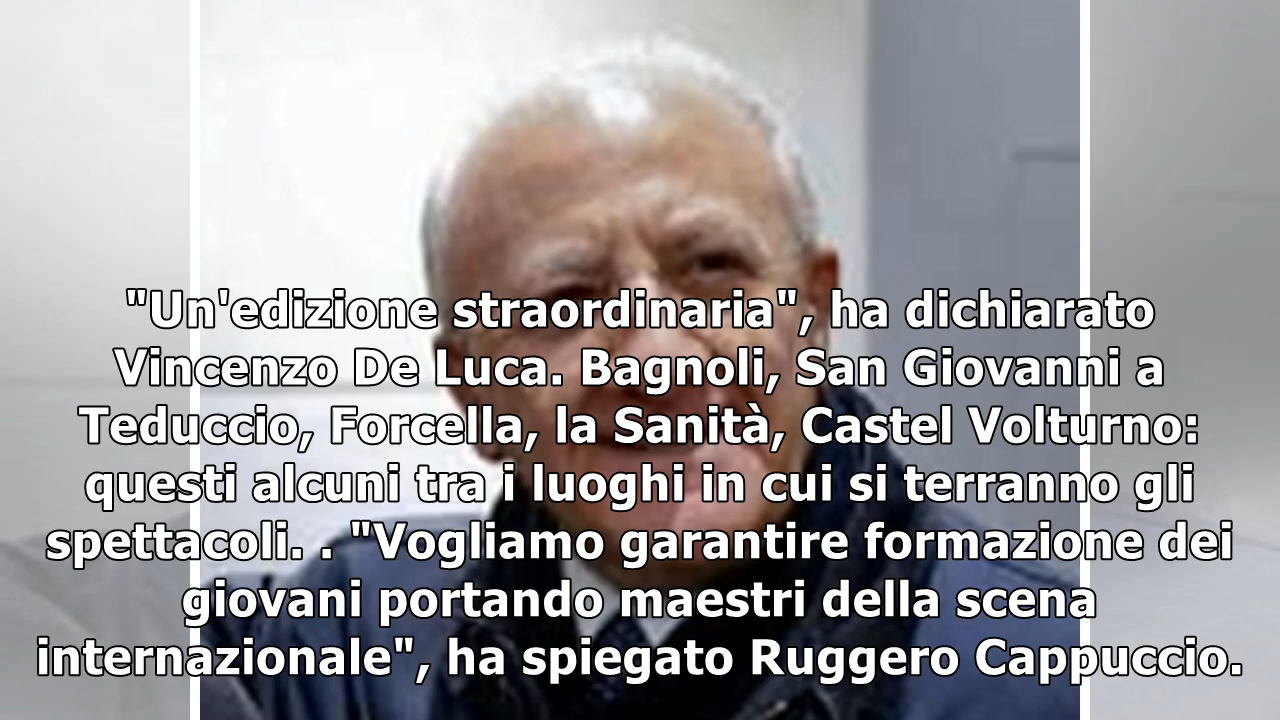 "Un'edizione straordinaria", ha dichiarato
Vincenzo De Luca. Bagnoli, San Giovanni a
Teduccio, Forcella, la Sanità, Castel Volturno:
questi alcuni tra i luoghi in cui si terranno gli
spettacoli. . "Vogliamo garantire formazione dei
giovani portando maestri della scena
internazionale", ha spiegato Ruggero Cappuccio.